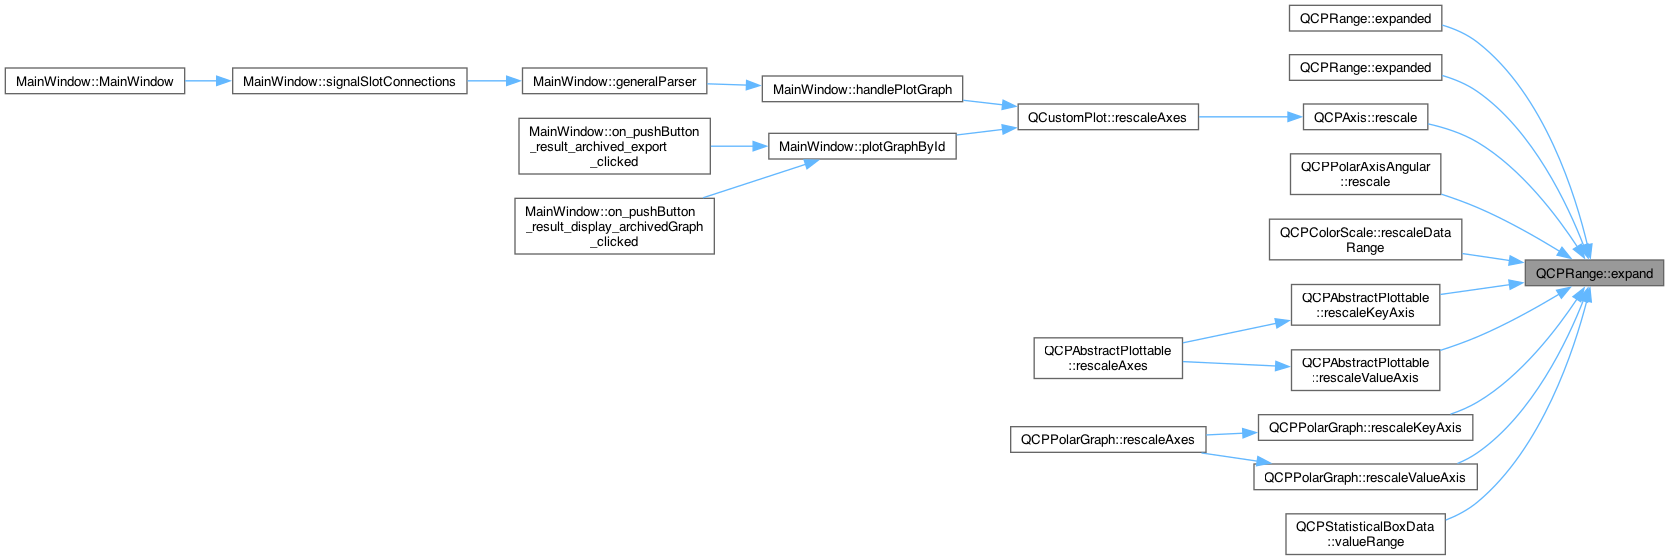 MainWindow::MainWindow
MainWindow::signalSlotConnections
MainWindow::generalParser
MainWindow::on_pushButton
_result_archived_export
_clicked
MainWindow::on_pushButton
_result_display_archivedGraph
_clicked
MainWindow::handlePlotGraph
MainWindow::plotGraphById
QCustomPlot::rescaleAxes
QCPAbstractPlottable
::rescaleAxes
QCPPolarGraph::rescaleAxes
QCPRange::expanded
QCPRange::expanded
QCPAxis::rescale
QCPPolarAxisAngular
::rescale
QCPColorScale::rescaleData
Range
QCPAbstractPlottable
::rescaleKeyAxis
QCPAbstractPlottable
::rescaleValueAxis
QCPPolarGraph::rescaleKeyAxis
QCPPolarGraph::rescaleValueAxis
QCPStatisticalBoxData
::valueRange
QCPRange::expand